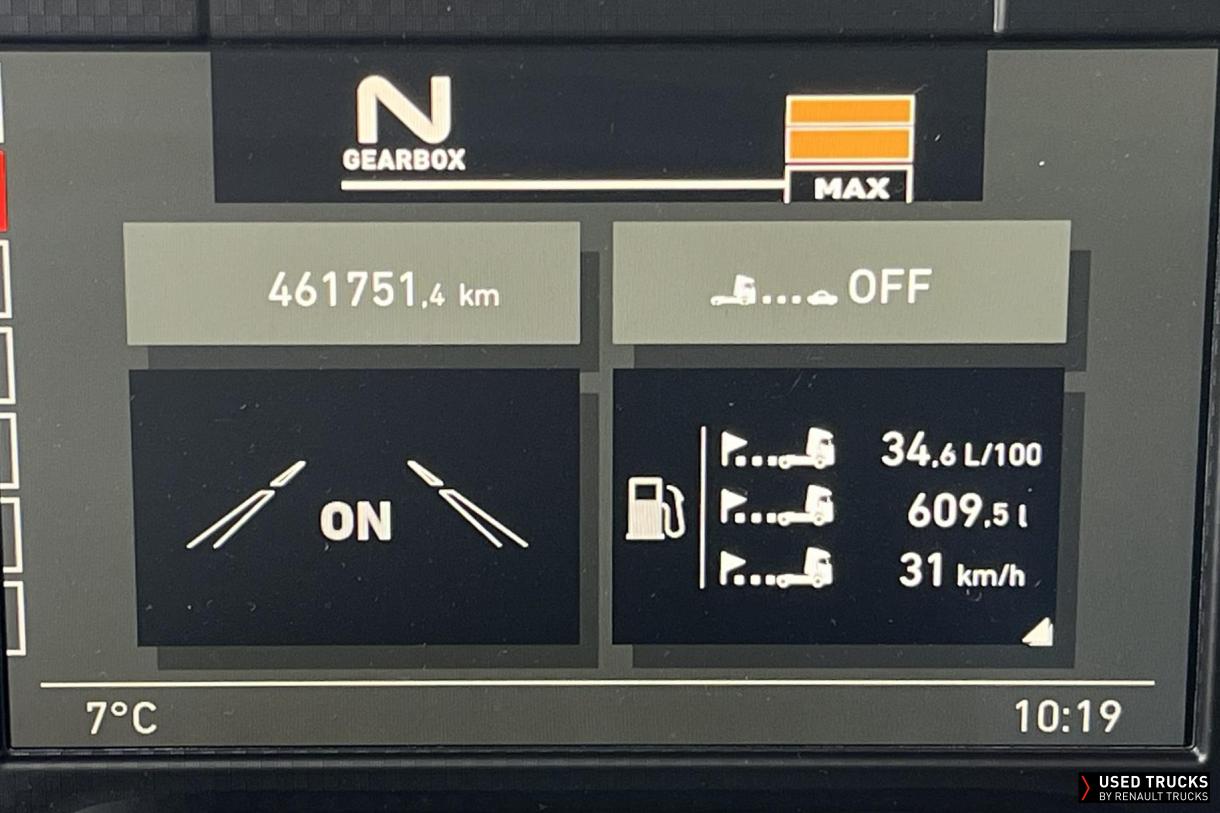 N
GEARBOX
MAX
461751,4 km
OFF
ON
34,6 L/100
609,5 l
31 km/h
7°C
10:19
USED TRUCKS
BY RENAULT TRUCKS